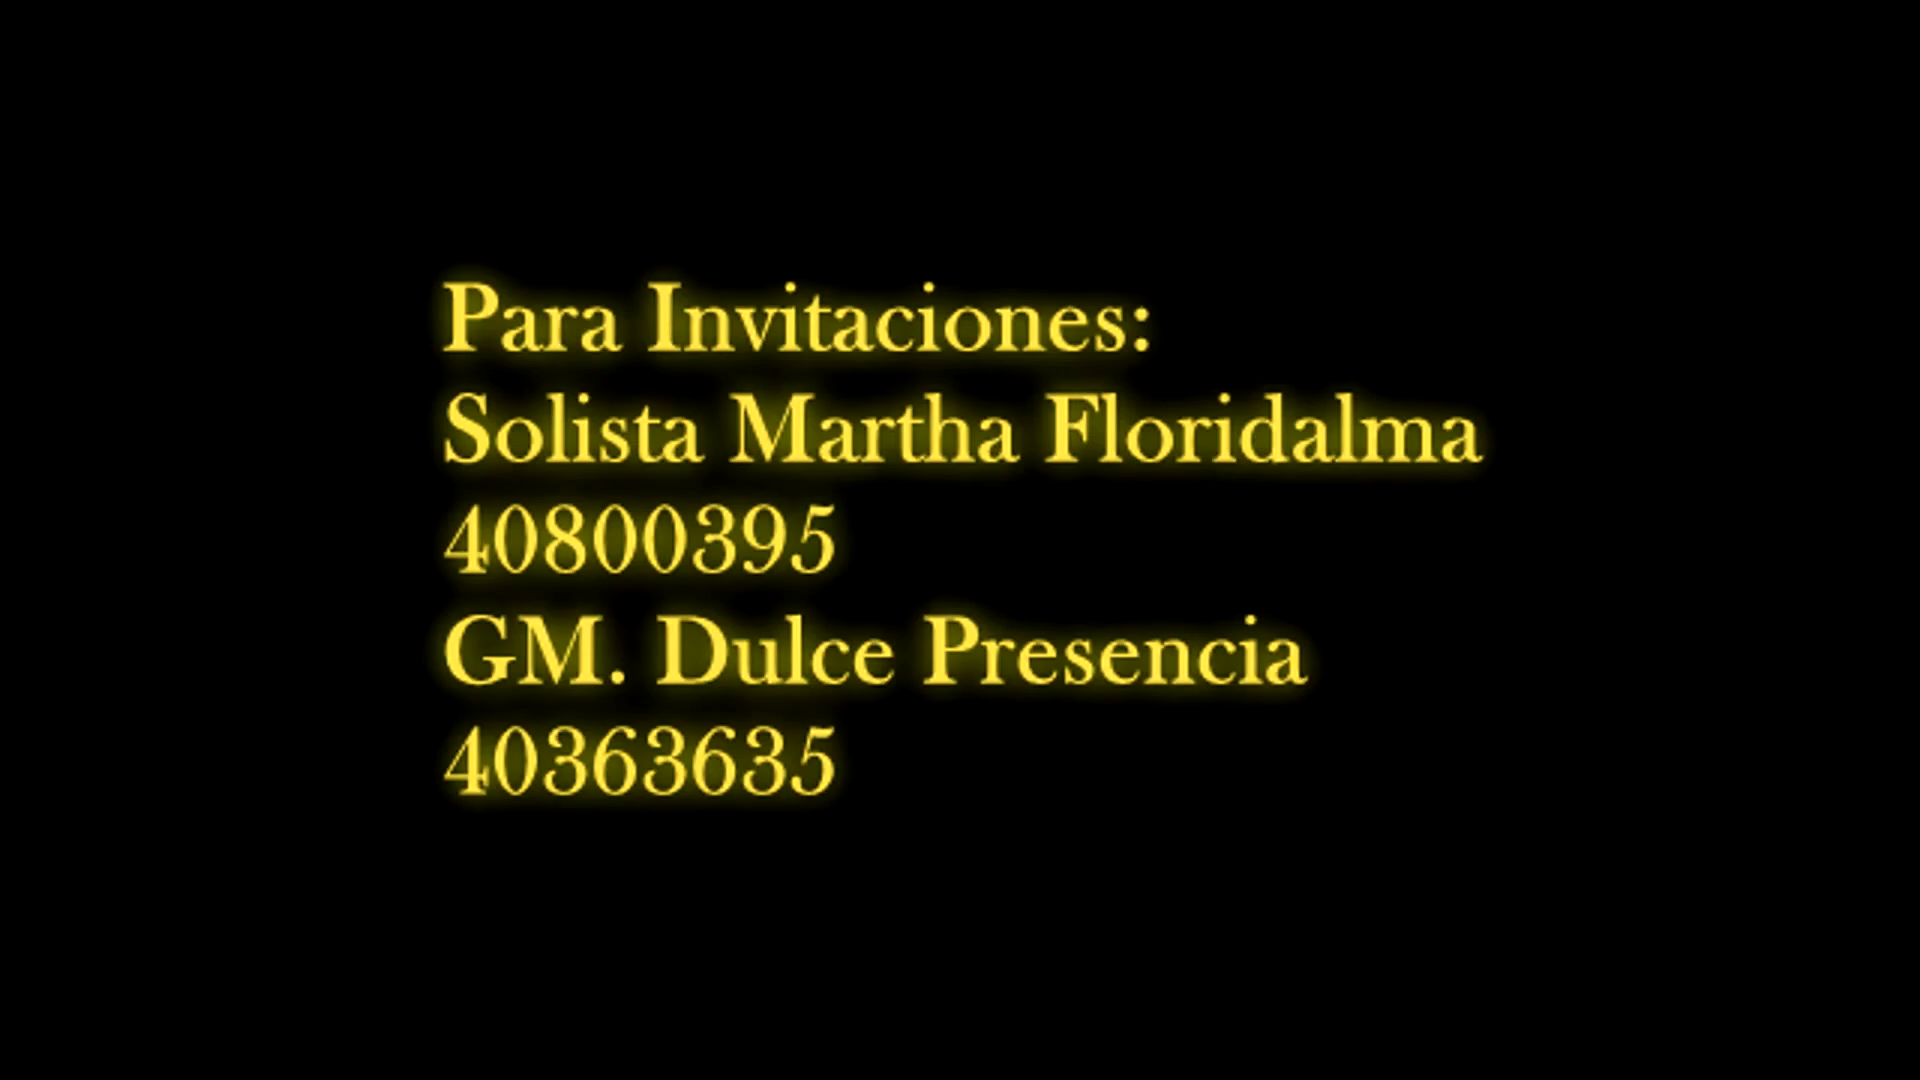 Para Invitaciones:
Solista Martha Floridalma
40800395
GM. Dulce Presencia
40363635